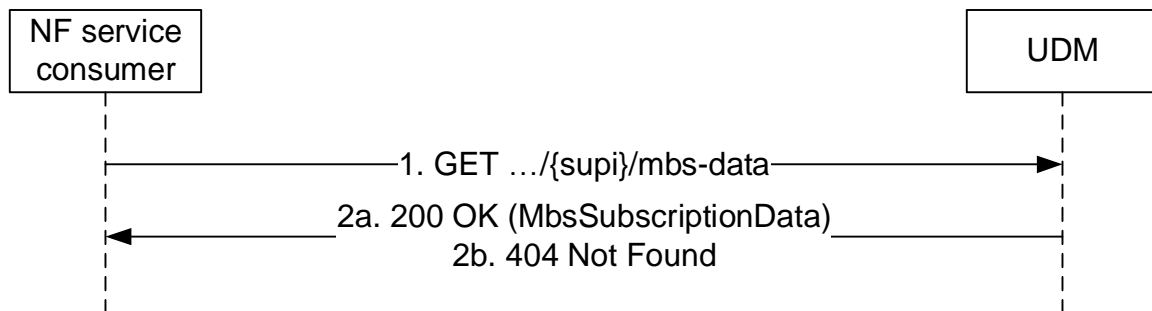 NF service
consumer
UDM
1. GET …/{supi}/mbs-data
2a. 200 OK (MbsSubscriptionData)
2b. 404 Not Found